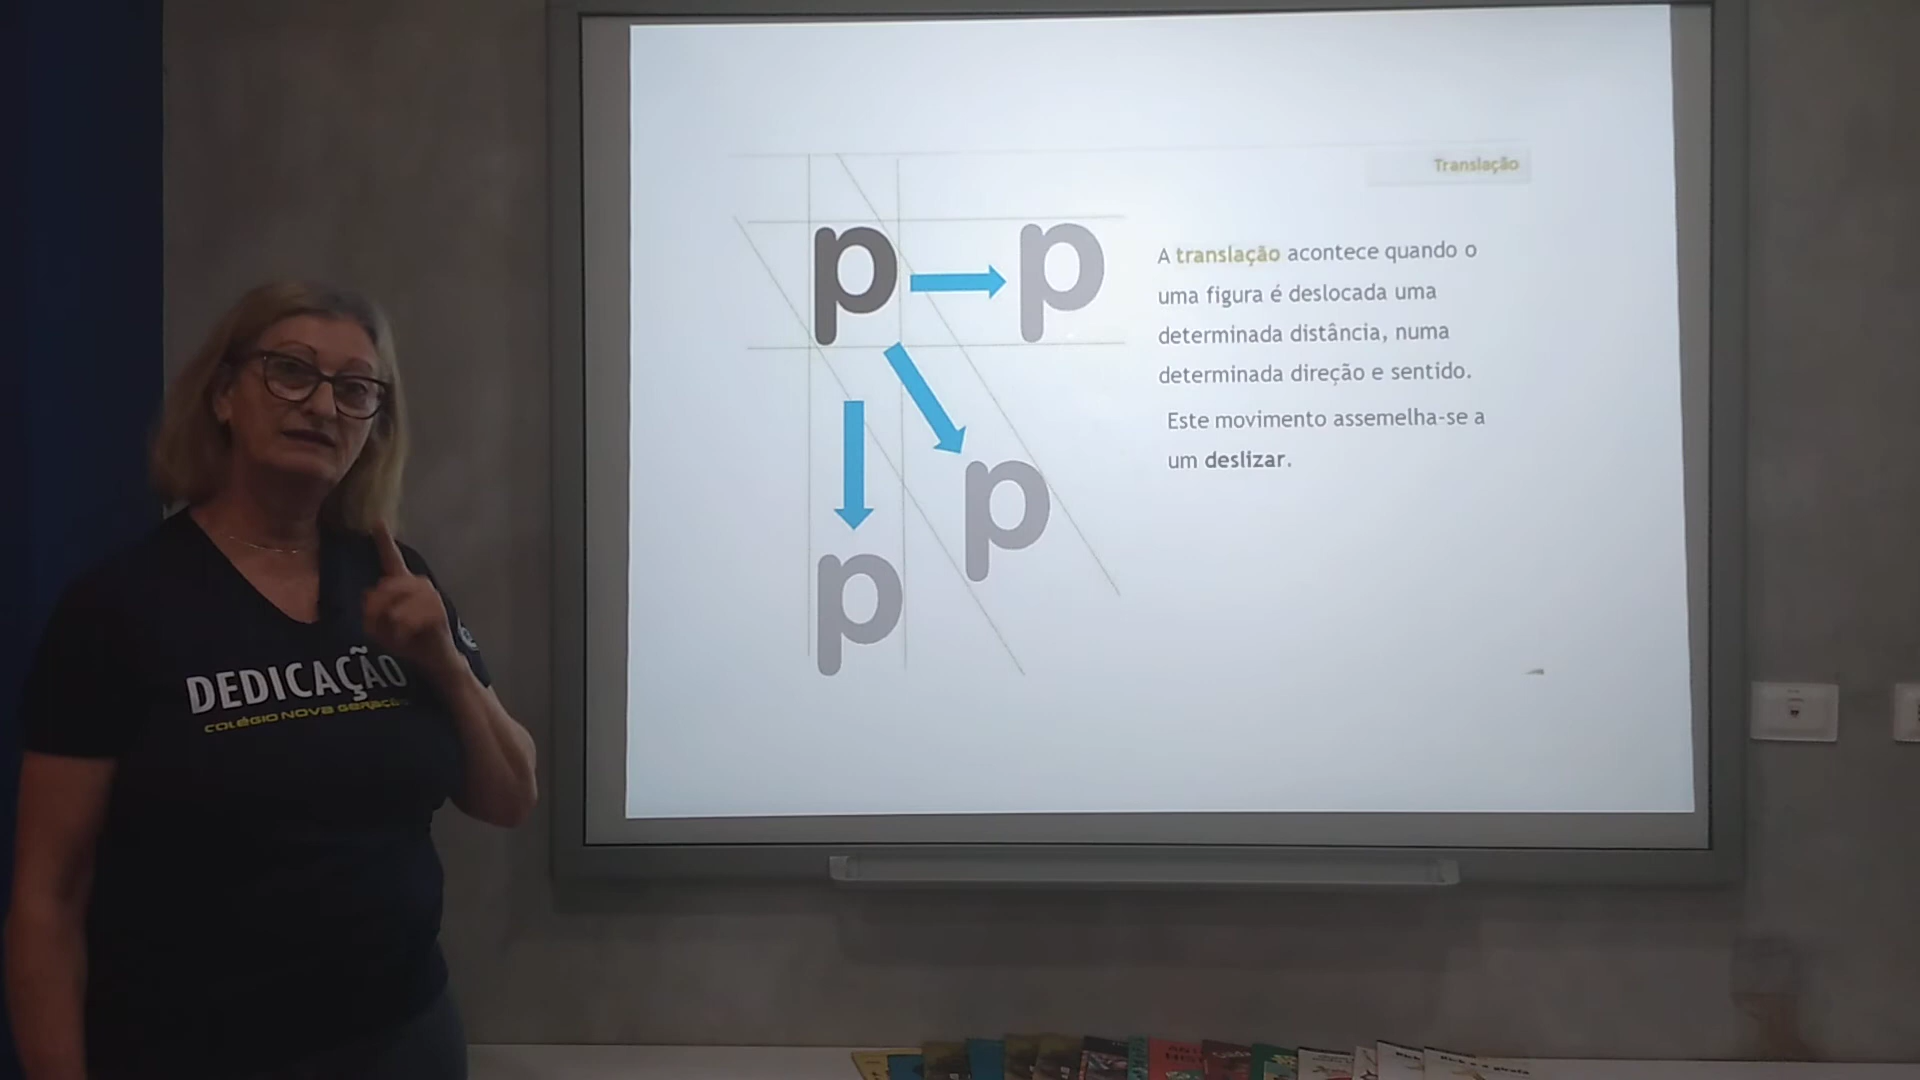 Translação
p p
A translação acontece quando o
uma figura é deslocada uma
determinada distância, numa
determinada direção e sentido.
Este movimento assemelha-se a
um deslizar.
p
p
DEDICAÇÃO
COLÉGIO NOVA GERAÇÃO